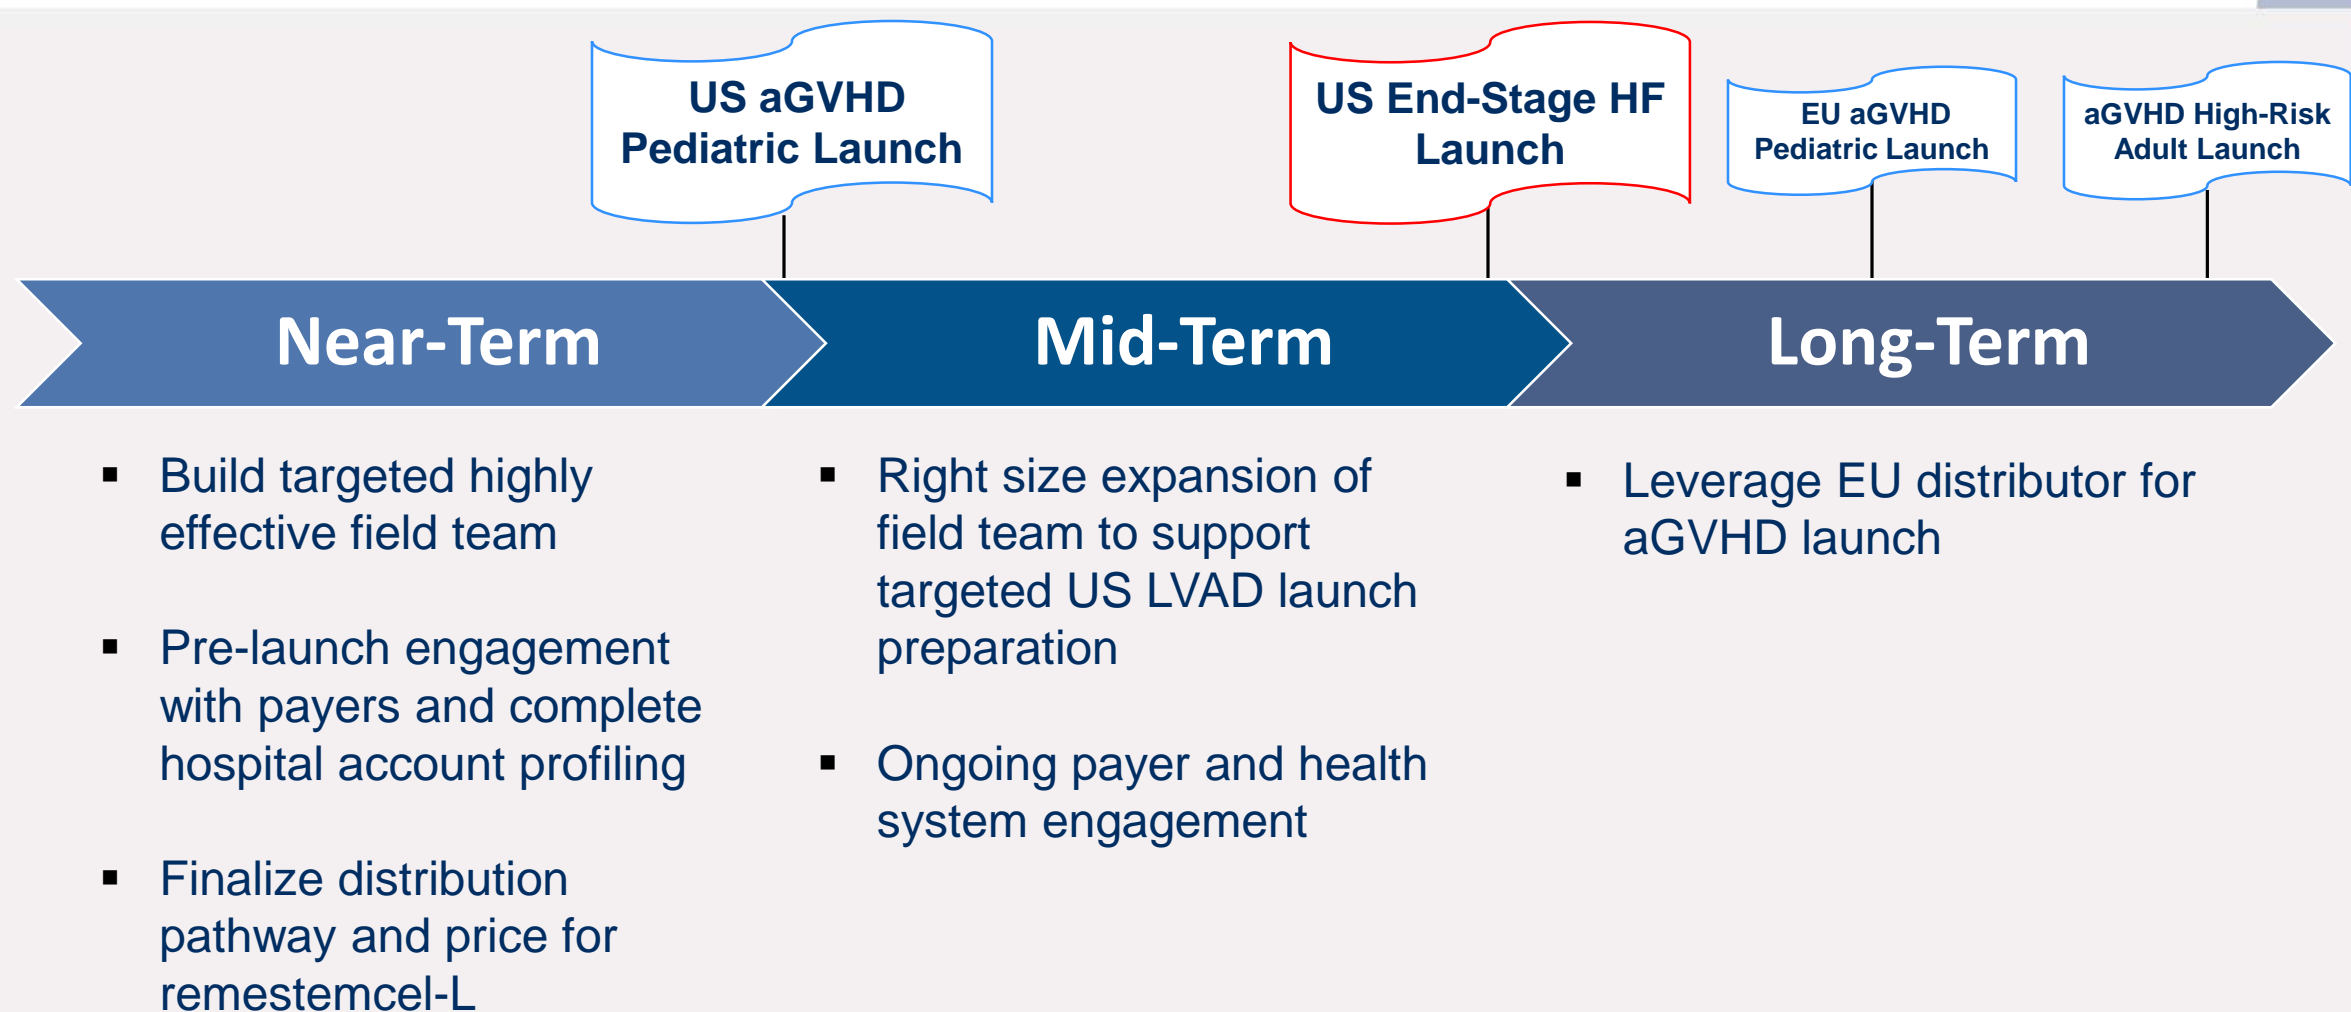 US aGVHD
Pediatric Launch
US End-Stage HF
Launch
EU aGVHD
Pediatric Launch
aGVHD High-Risk
Adult Launch
Near-Term
Mid-Term
Long-Term
▪ Build targeted highly
effective field team
▪ Pre-launch engagement
with payers and complete
hospital account profiling
▪ Finalize distribution
pathway and price for
remestemcel-L
▪ Right size expansion of
field team to support
targeted US LVAD launch
preparation
▪ Ongoing payer and health
system engagement
▪ Leverage EU distributor for
aGVHD launch